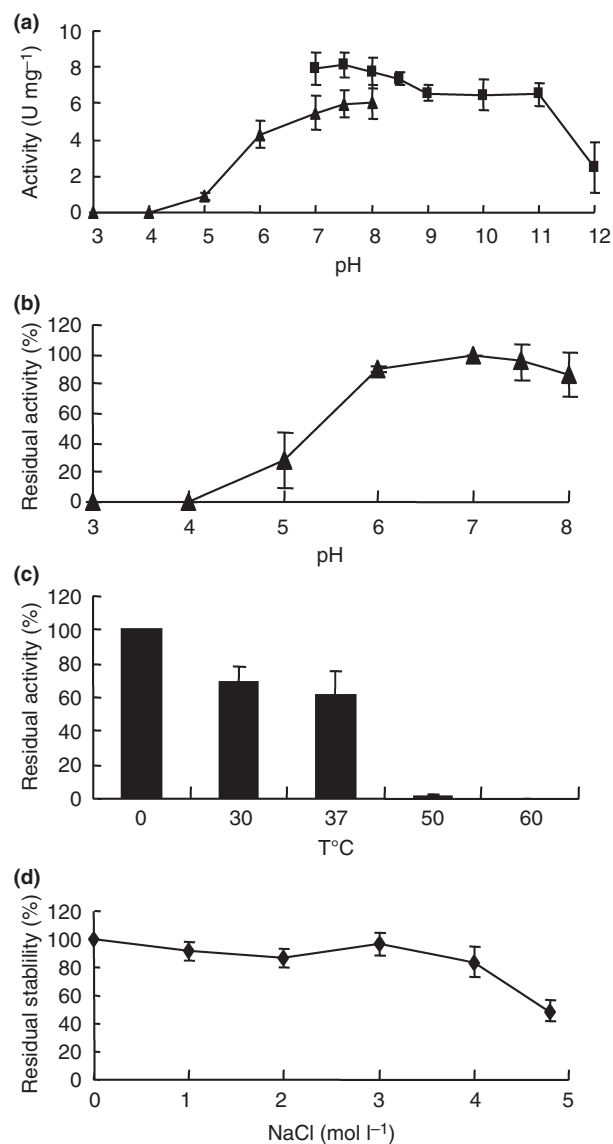 (a)
Activity (U mg⁻¹)
10
8
6
4
2
0
3 4 5 6 7 8 9 10 11 12
pH
(b)
Residual activity (%)
120
100
80
60
40
20
0
3 4 5 6 7 8
pH
(c)
Residual activity (%)
120
100
80
60
40
20
0
0 30 37 50 60
T°C
(d)
Residual stablility (%)
120
100
80
60
40
20
0
0 1 2 3 4 5
NaCl (mol l⁻¹)